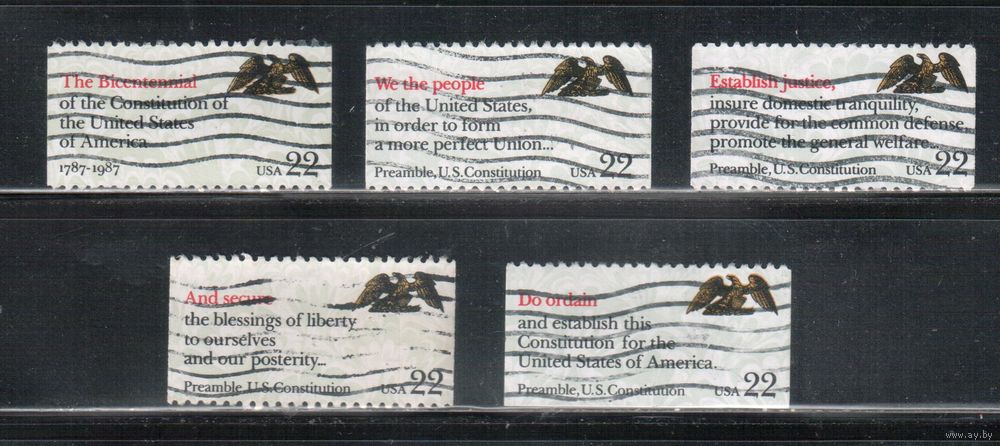 The Bicentennial
of the Constitution of
the United States
of America
1787-1987 USA 22
We the people
of the United States,
in order to form
a more perfect Union...
Preamble, U.S. Constitution USA 22
Establish justice,
insure domestic tranquility,
provide for the common defense,
promote the general welfare...
Preamble, U.S. Constitution USA 22
And secure
the blessings of liberty
to ourselves
and our posterity...
Preamble, U.S. Constitution USA 22
Do ordain
and establish this
Constitution for the
United States of America.
Preamble, U.S. Constitution USA 22
www.ay.by